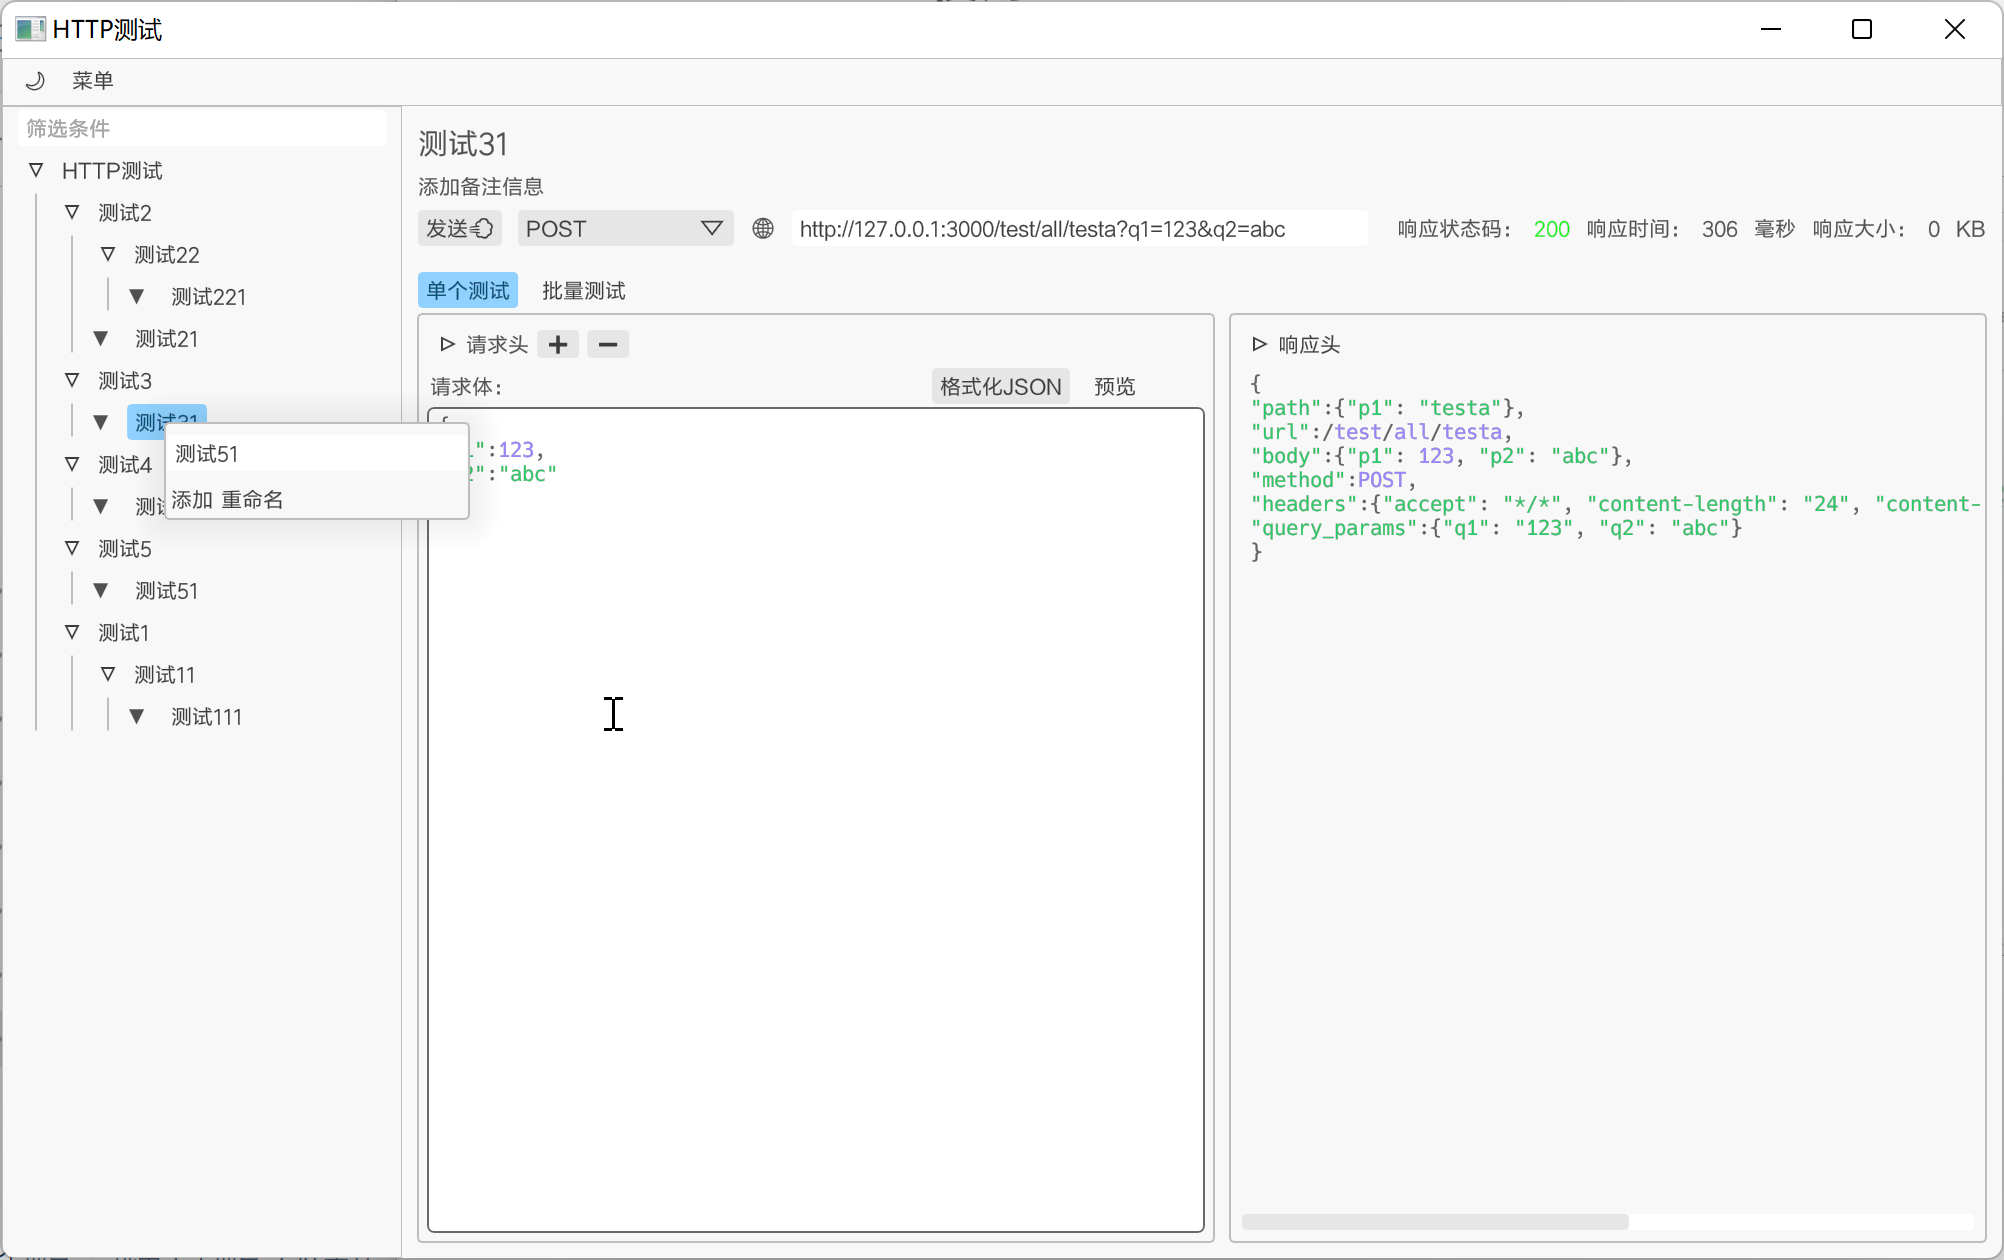 HTTP测试
菜单
筛选条件
HTTP测试
测试2
测试22
测试221
测试21
测试3
测试31
测试4
测试5
测试51
测试1
测试11
测试111
测试51
添加 重命名
测试31
添加备注信息
发送 POST http://127.0.0.1:3000/test/all/testa?q1=123&q2=abc 响应状态码: 200 响应时间: 306 毫秒 响应大小: 0 KB
单个测试 批量测试
请求头
请求体: 格式化JSON 预览
{
":123,
":"abc"
响应头
{
"path":{"p1": "testa"},
"url":/test/all/testa,
"body":{"p1": 123, "p2": "abc"},
"method":POST,
"headers":{"accept": "*/*", "content-length": "24", "content-
"query_params":{"q1": "123", "q2": "abc"}
}